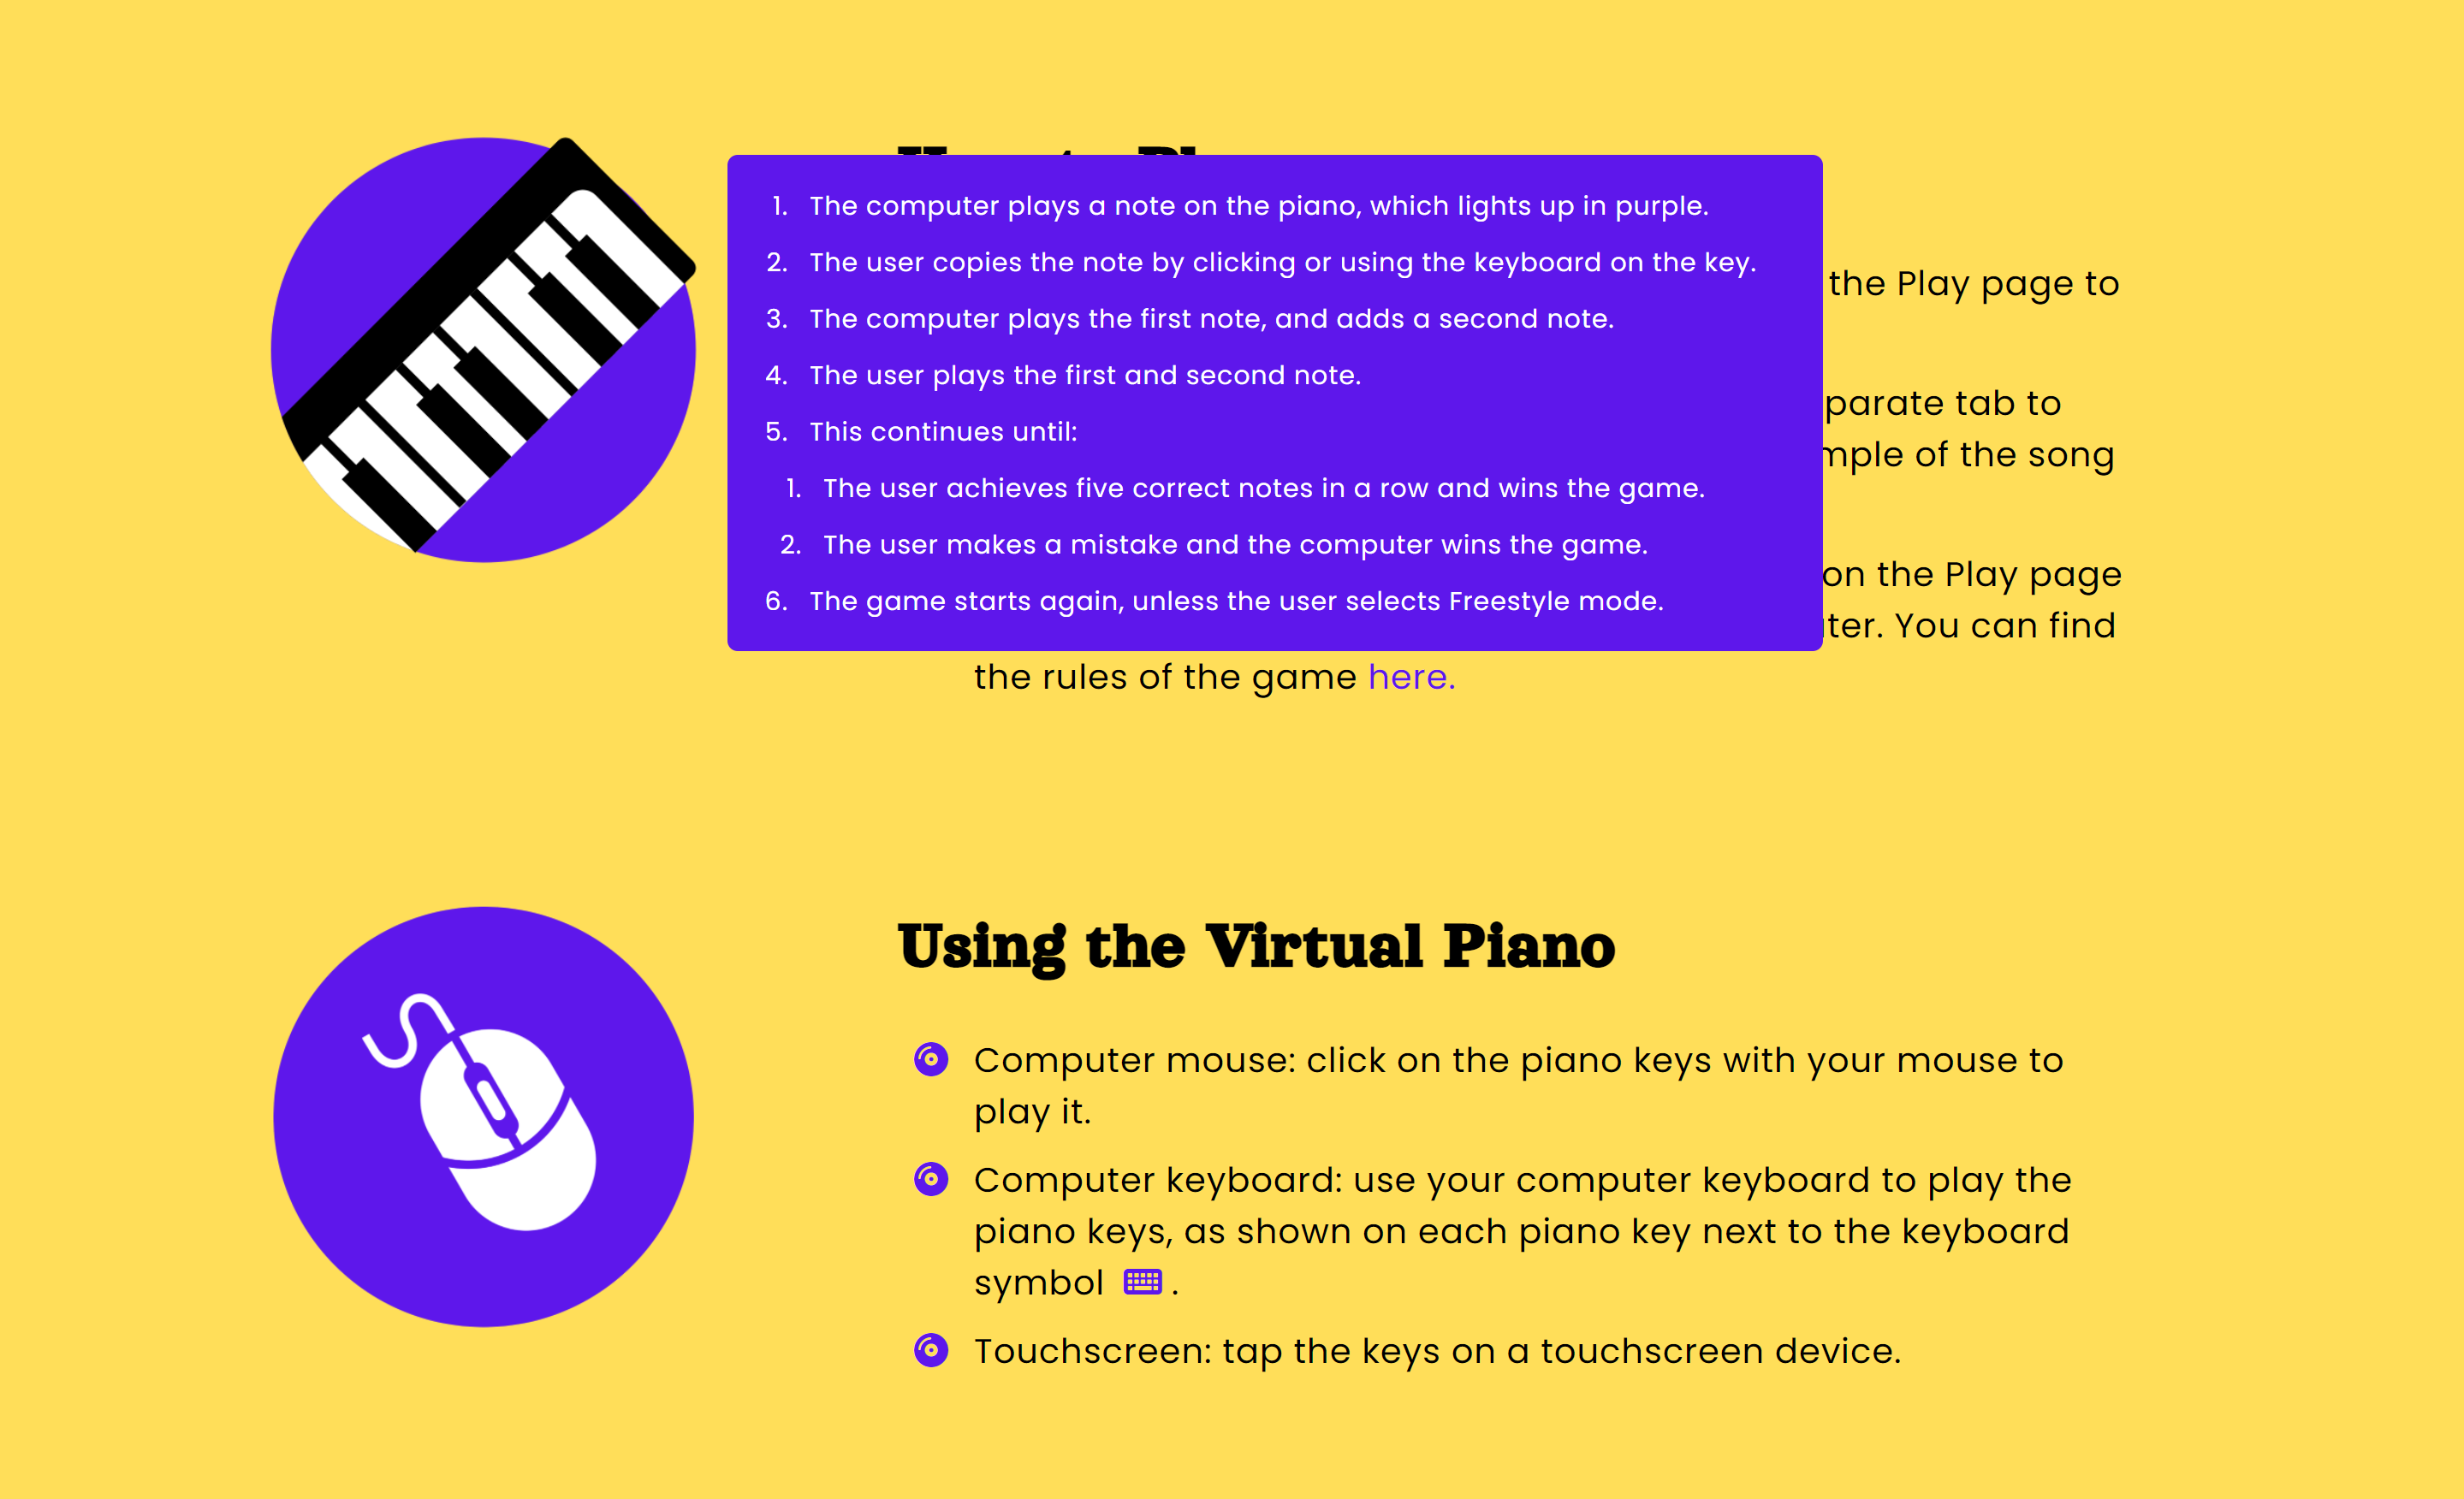 1. The computer plays a note on the piano, which lights up in purple.
2. The user copies the note by clicking or using the keyboard on the key.
3. The computer plays the first note, and adds a second note.
4. The user plays the first and second note.
5. This continues until:
1. The user achieves five correct notes in a row and wins the game.
2. The user makes a mistake and the computer wins the game.
6. The game starts again, unless the user selects Freestyle mode.
the Play page to
tab to
of the song
on the Play page
You can find
the rules of the game here.
Using the Virtual Piano
Computer mouse: click on the piano keys with your mouse to
play it.
Computer keyboard: use your computer keyboard to play the
piano keys, as shown on each piano key next to the keyboard
symbol .
Touchscreen: tap the keys on a touchscreen device.